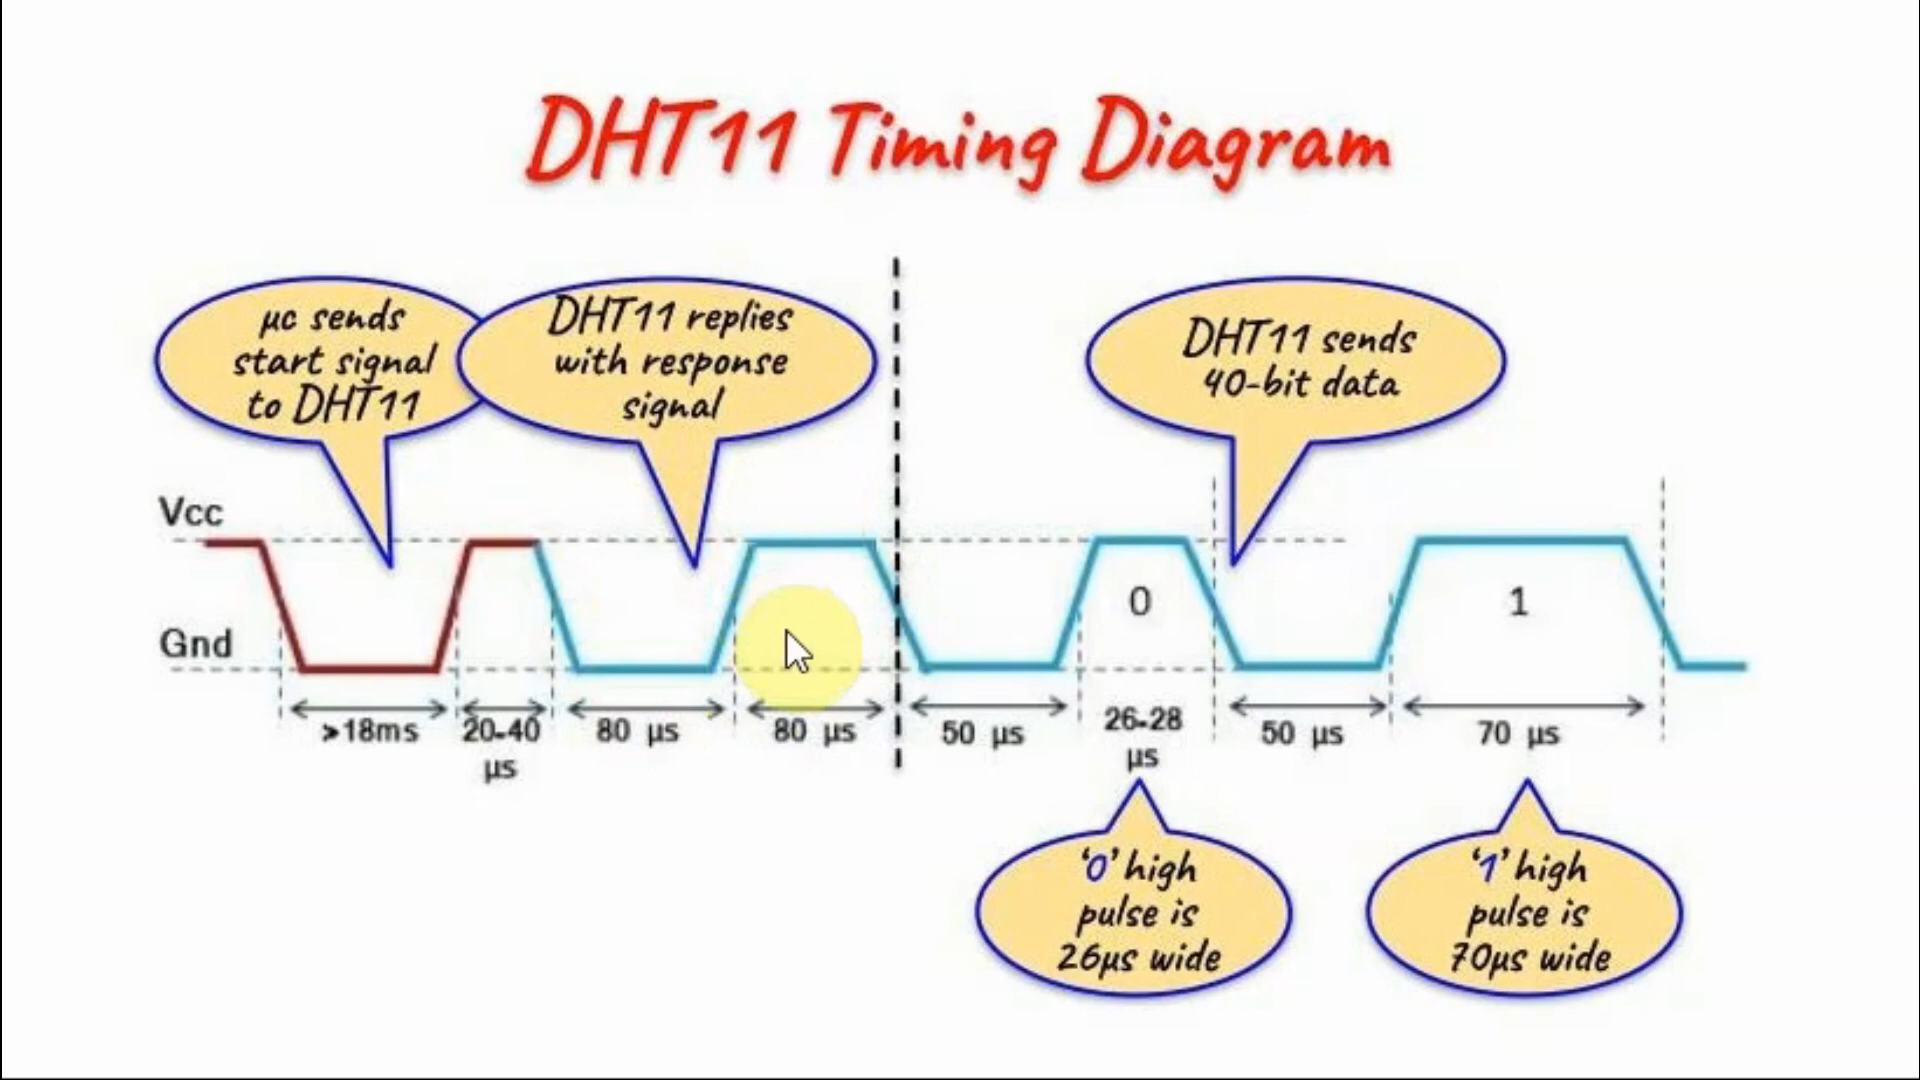 DHT11 Timing Diagram
µc sends
start signal
to DHT11
DHT11 replies
with response
signal
DHT11 sends
40-bit data
Vcc
Gnd
0
1
>18ms
20-40
µs
80 µs
80 µs
50 µs
26-28
µs
50 µs
70 µs
‘0’ high
pulse is
26µs wide
‘1’ high
pulse is
70µs wide